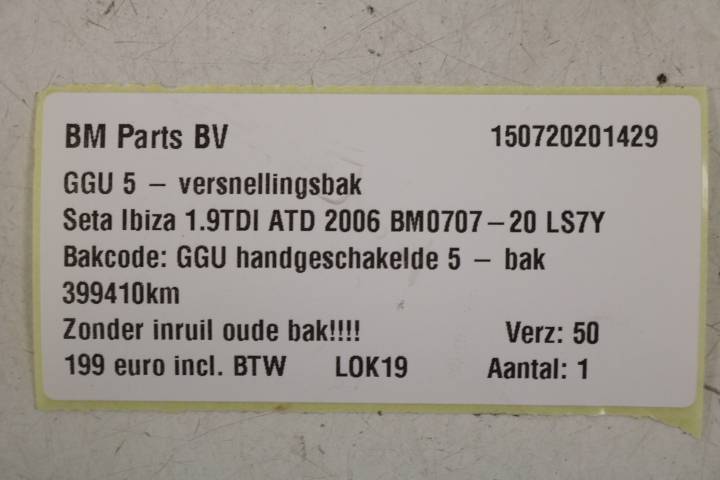 BM Parts BV 150720201429
GGU 5 - versnellingsbak
Seta Ibiza 1.9TDI ATD 2006 BM0707-20 LS7Y
Bakcode: GGU handgeschakelde 5 - bak
399410km
Zonder inruil oude bak!!!! Verz: 50
199 euro incl. BTW LOK19 Aantal: 1